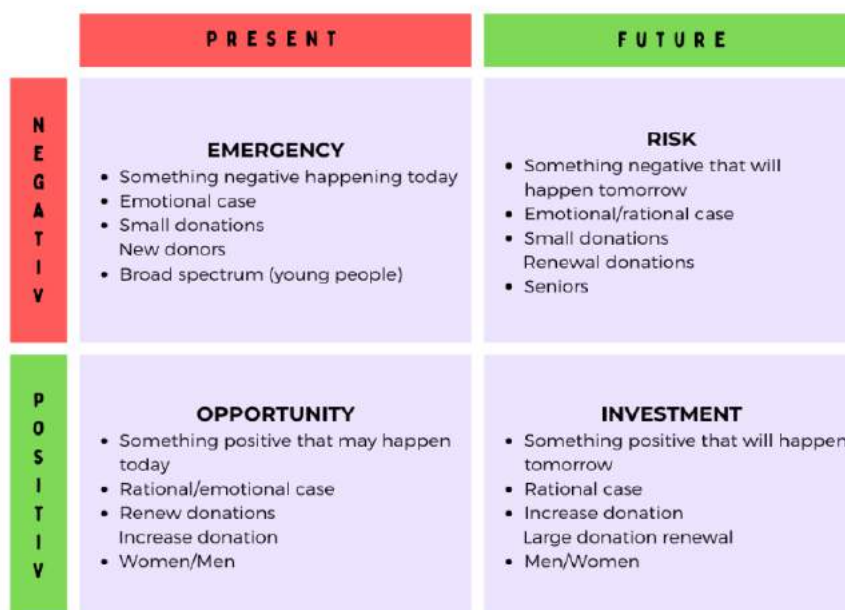 PRESENT
FUTURE
NEGATIV
EMERGENCY
• Something negative happening today
• Emotional case
• Small donations
New donors
• Broad spectrum (young people)
RISK
• Something negative that will
happen tomorrow
• Emotional/rational case
• Small donations
Renewal donations
• Seniors
POSITIV
OPPORTUNITY
• Something positive that may happen
today
• Rational/emotional case
• Renew donations
Increase donation
• Women/Men
INVESTMENT
• Something positive that will happen
tomorrow
• Rational case
• Increase donation
Large donation renewal
• Men/Women